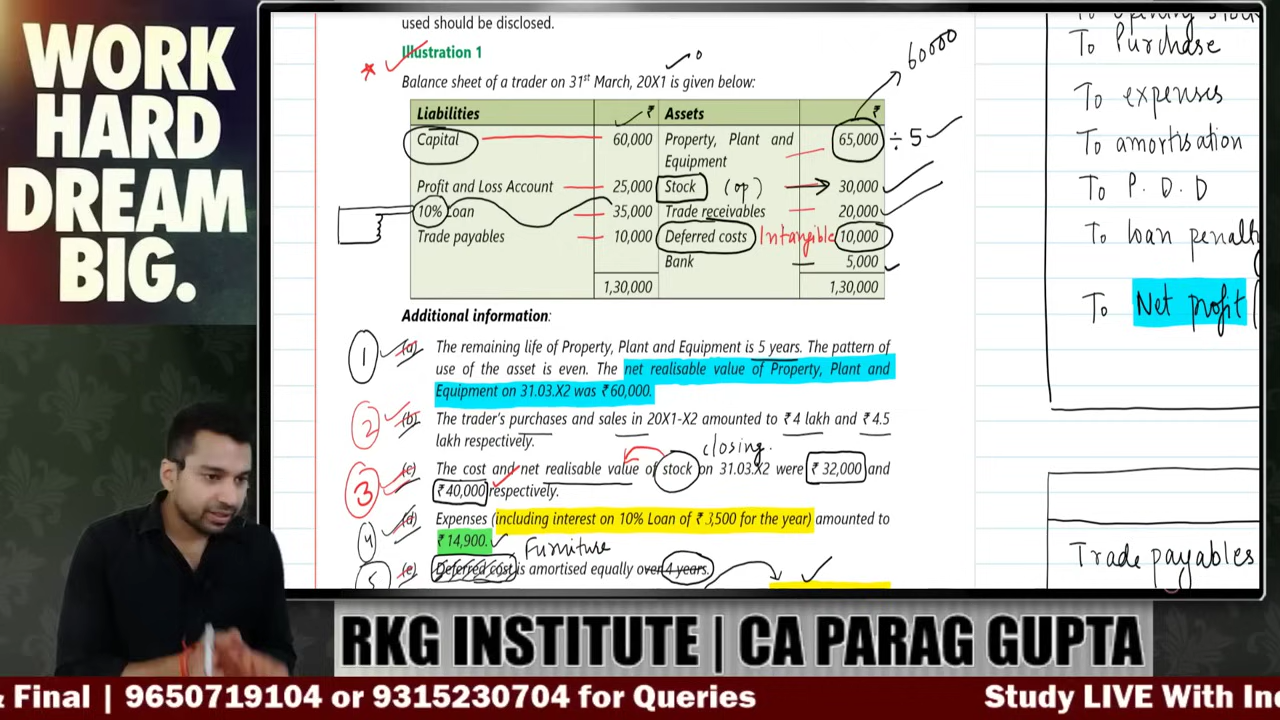 WORK
HARD
DREAM
BIG.
used should be disclosed.
Illustration 1
Balance sheet of a trader on 31st March, 20X1 is given below:
60000
Liabilities ₹ Assets ₹
Capital 60,000 Property, Plant and 65,000 ÷ 5
Equipment
Profit and Loss Account 25,000 Stock (op) 30,000
10% Loan 35,000 Trade receivables 20,000
Trade payables 10,000 Deferred costs Intangible 10,000
Bank 5,000
1,30,000 1,30,000
Additional information:
1 (a) The remaining life of Property, Plant and Equipment is 5 years. The pattern of
use of the asset is even. The net realisable value of Property, Plant and
Equipment on 31.03.X2 was ₹ 60,000.
2 (b) The trader's purchases and sales in 20X1-X2 amounted to ₹ 4 lakh and ₹ 4.5
lakh respectively.
closing.
3 (c) The cost and net realisable value of stock on 31.03.X2 were ₹ 32,000 and
₹ 40,000 respectively.
4 (d) Expenses (including interest on 10% Loan of ₹ 3,500 for the year) amounted to
₹ 14,900. Furniture
5 (e) Deferred cost is amortised equally over 4 years.
To Purchase
To expenses
To amortisation
To P.D.D
To loan penalt
To Net profit (
Trade payables
RKG INSTITUTE | CA PARAG GUPTA
& Final | 9650719104 or 9315230704 for Queries
Study LIVE With Ind